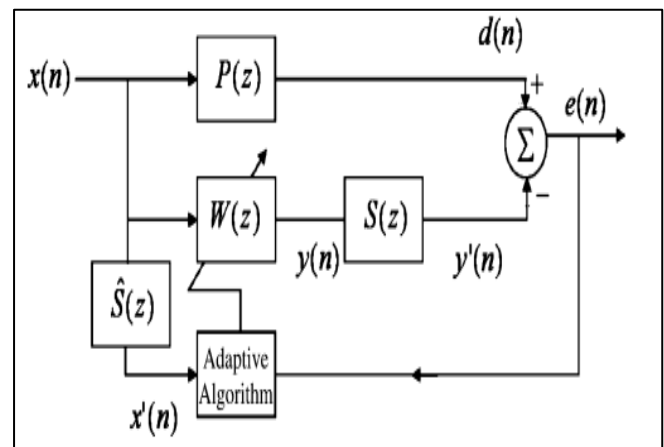 d(n)
x(n)
P(z)
+
e(n)
Σ
W(z)
S(z)
−
y(n)
y'(n)
Ŝ(z)
Adaptive
Algorithm
x'(n)